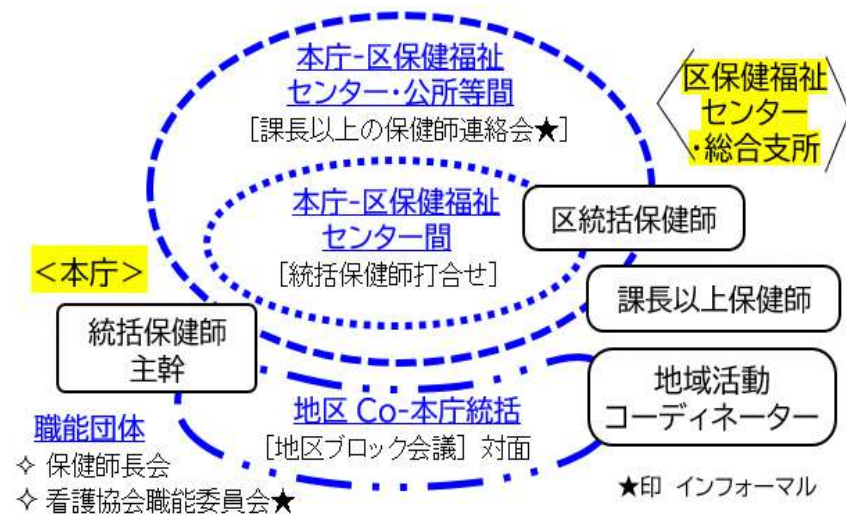 本庁-区保健福祉
センター・公所等間
[課長以上の保健師連絡会★]
区保健福祉
センター
・総合支所
本庁-区保健福祉
センター間
[統括保健師打合せ]
区統括保健師
<本庁>
課長以上保健師
統括保健師
主幹
地域活動
コーディネーター
地区 Co-本庁統括
[地区ブロック会議] 対面
職能団体
✧ 保健師長会
✧ 看護協会職能委員会★
★印 インフォーマル